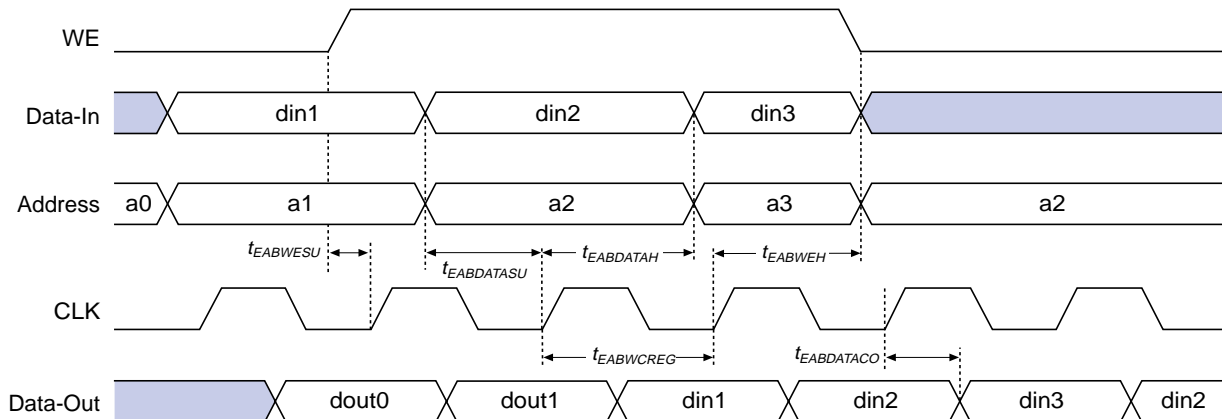 WE
Data-In din1 din2 din3
Address a0 a1 a2 a3 a2
tEABWESU tEABDATASU tEABDATAH tEABWEH
CLK
tEABWCREG tEABDATACO
Data-Out dout0 dout1 din1 din2 din3 din2